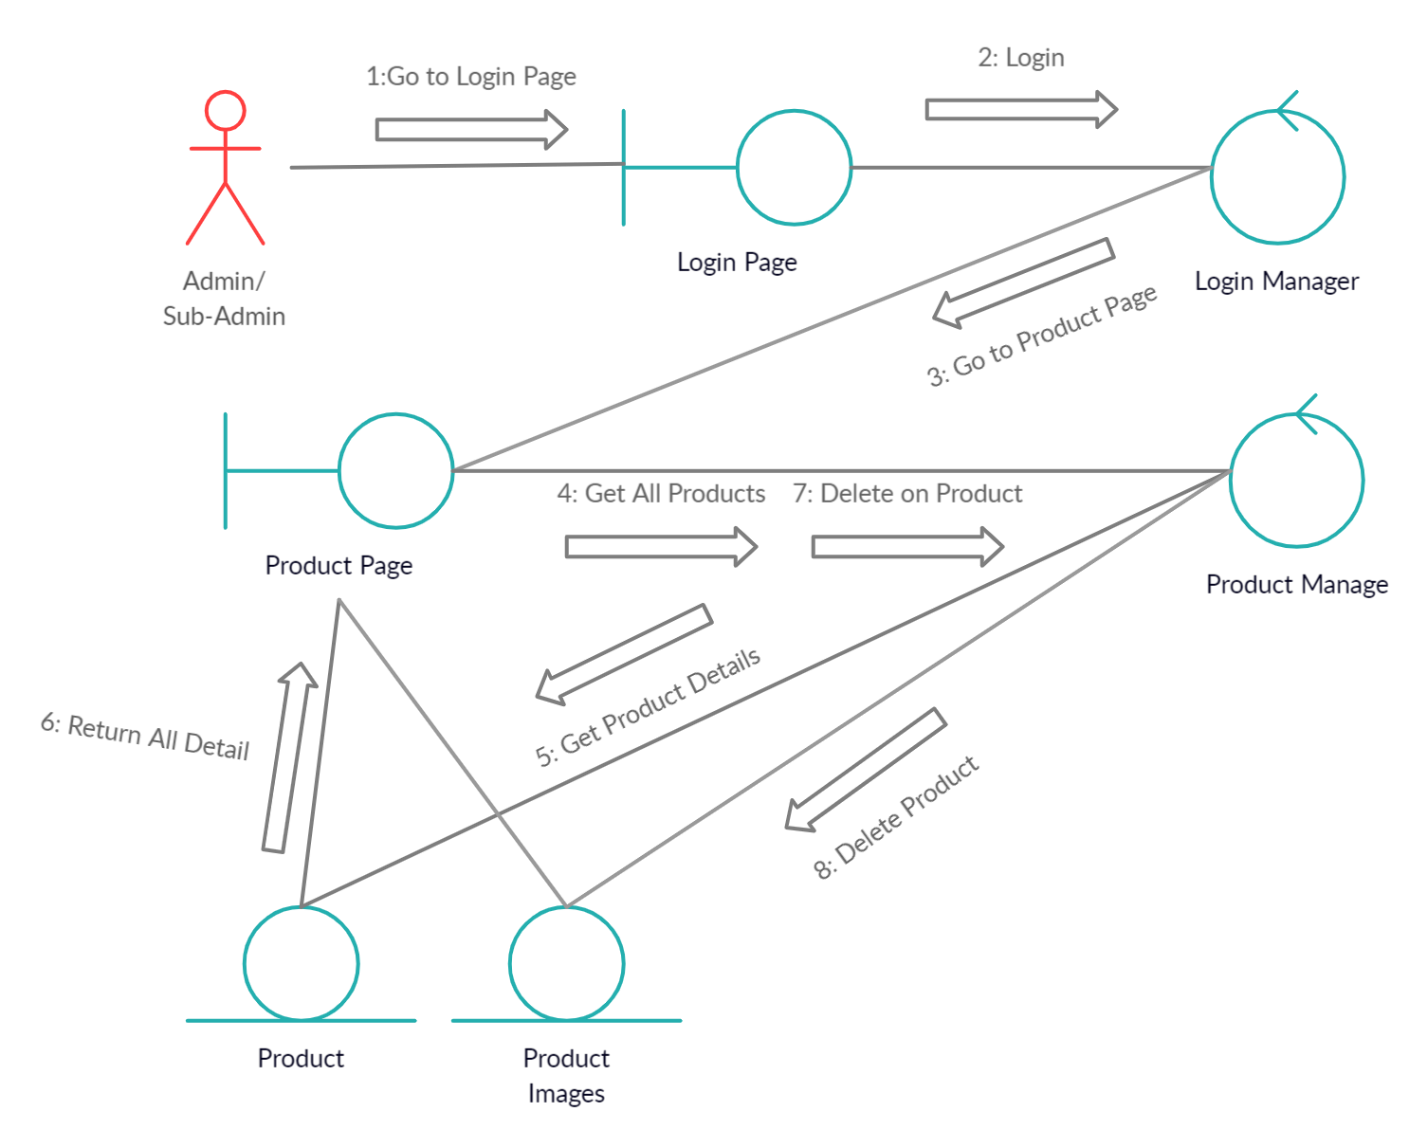 1:Go to Login Page
2: Login
Admin/
Sub-Admin
Login Page
Login Manager
3: Go to Product Page
Product Page
4: Get All Products
7: Delete on Product
Product Manage
5: Get Product Details
6: Return All Detail
8: Delete Product
Product
Product
Images